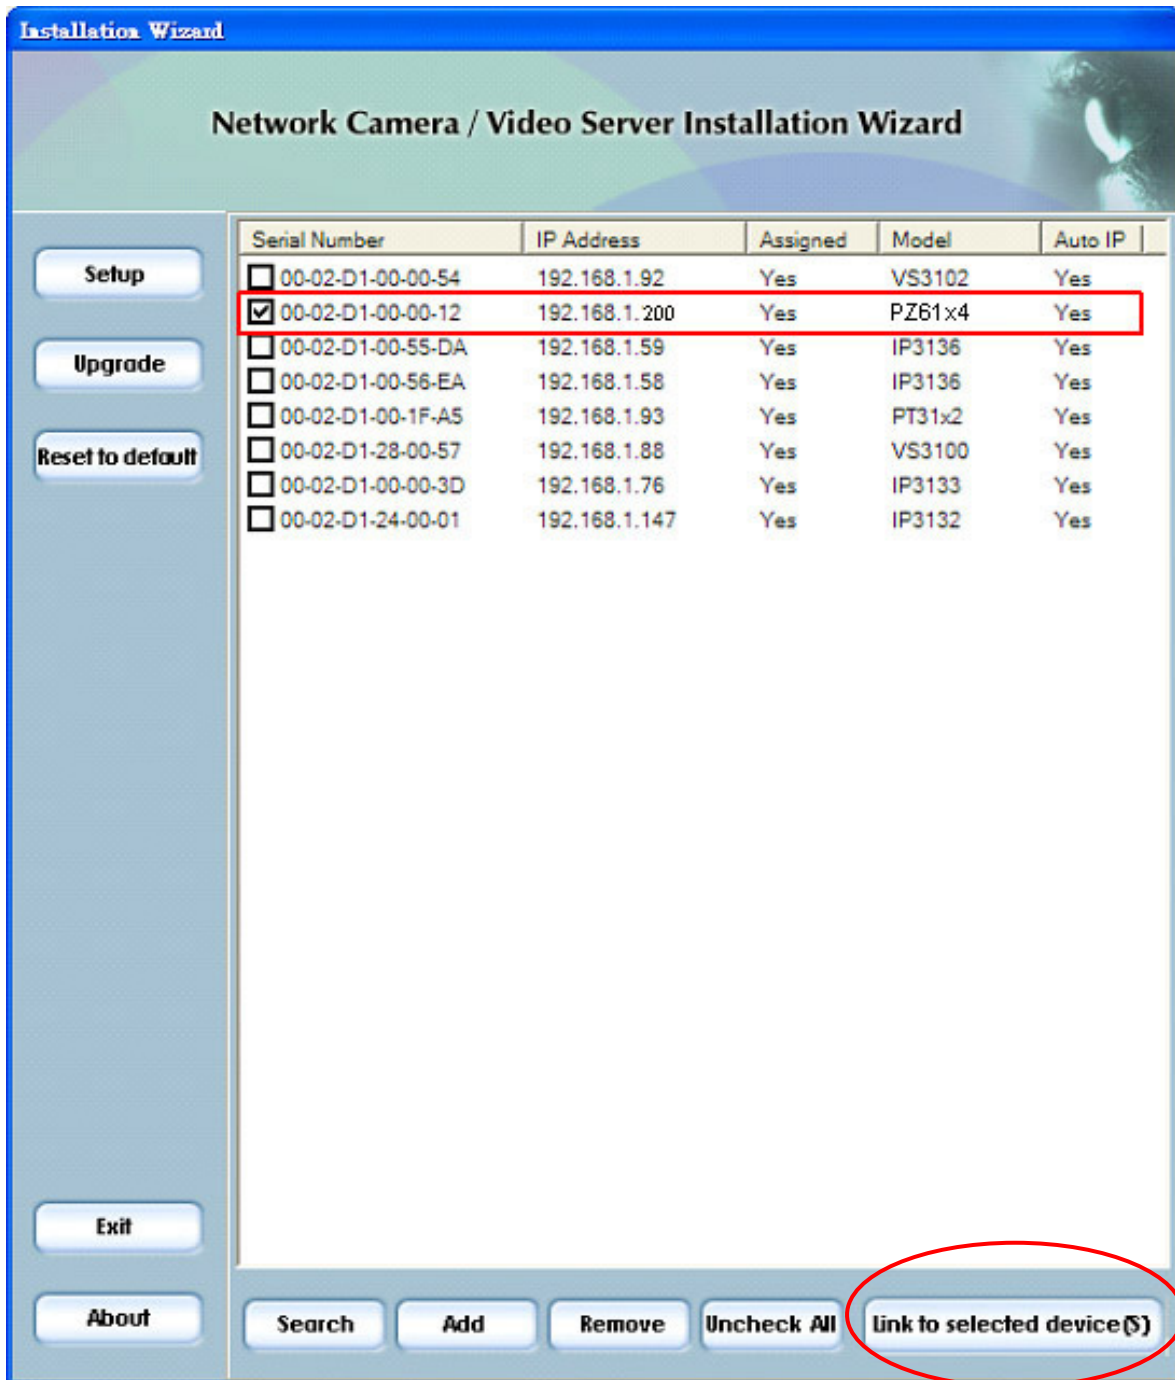 Installation Wizard
Network Camera / Video Server Installation Wizard
Setup
Upgrade
Reset to default
Exit
About
Serial Number IP Address Assigned Model Auto IP
00-02-D1-00-00-54 192.168.1.92 Yes VS3102 Yes
00-02-D1-00-00-12 192.168.1.200 Yes PZ61x4 Yes
00-02-D1-00-55-DA 192.168.1.59 Yes IP3136 Yes
00-02-D1-00-56-EA 192.168.1.58 Yes IP3136 Yes
00-02-D1-00-1F-A5 192.168.1.93 Yes PT31x2 Yes
00-02-D1-28-00-57 192.168.1.88 Yes VS3100 Yes
00-02-D1-00-00-3D 192.168.1.76 Yes IP3133 Yes
00-02-D1-24-00-01 192.168.1.147 Yes IP3132 Yes
Search Add Remove Uncheck All Link to selected device(S)